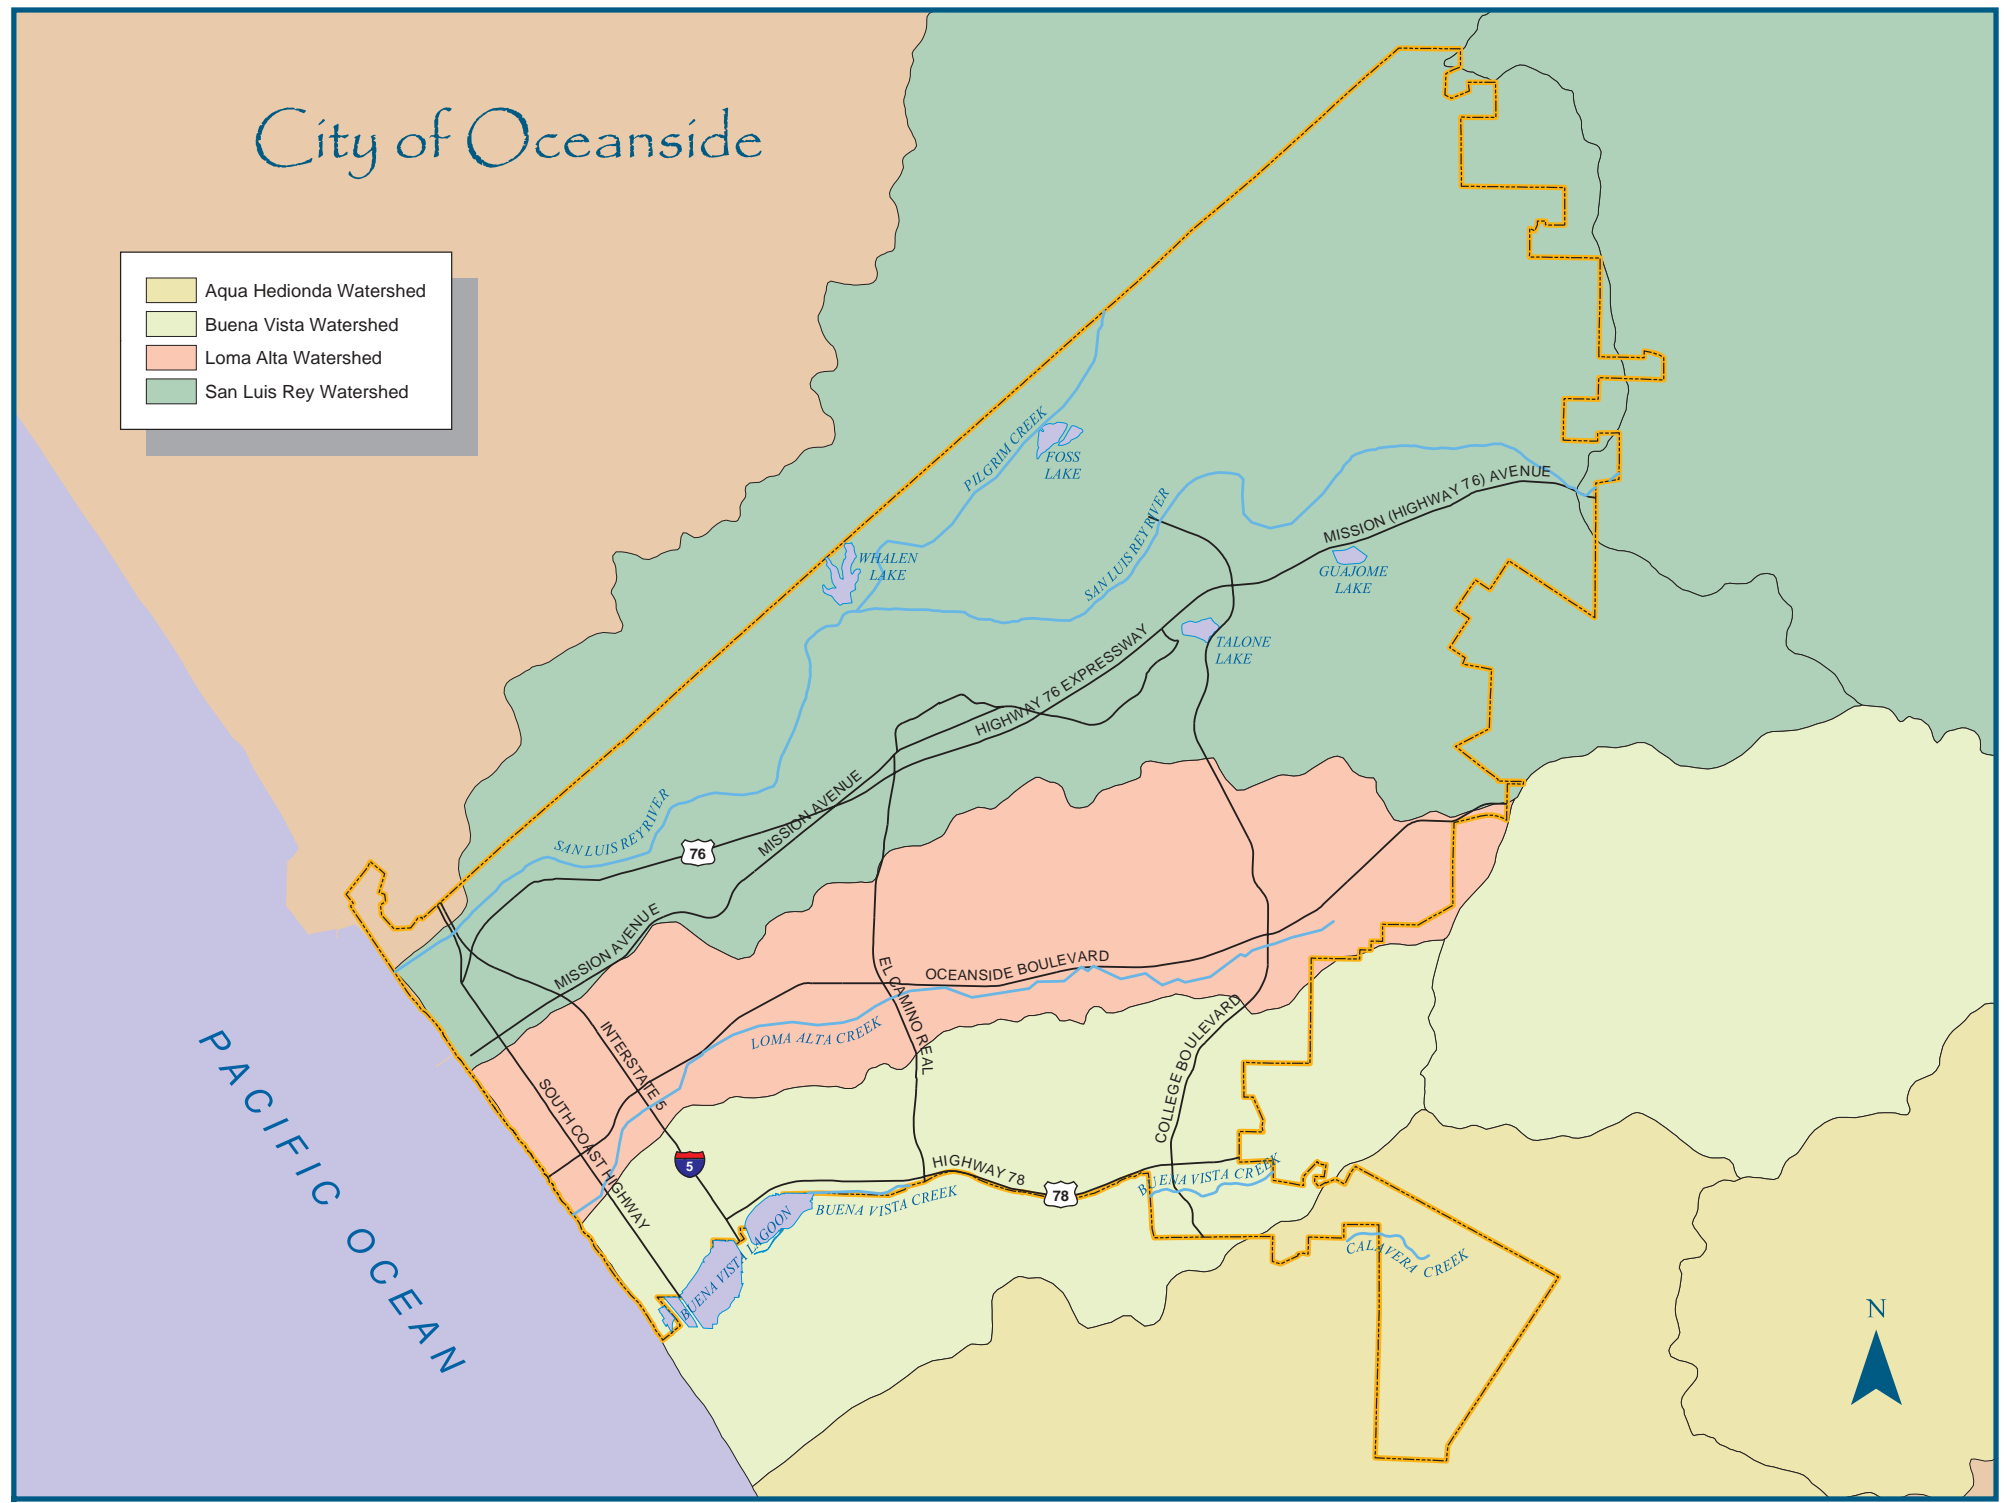 City of Oceanside
Aqua Hedionda Watershed
Buena Vista Watershed
Loma Alta Watershed
San Luis Rey Watershed
PILGRIM CREEK
FOSS
LAKE
WHALEN
LAKE
SAN LUIS REY RIVER
MISSION (HIGHWAY 76) AVENUE
GUAJOME
LAKE
TALONE
LAKE
HIGHWAY 76 EXPRESSWAY
MISSION AVENUE
SAN LUIS REY RIVER
76
MISSION AVENUE
OCEANSIDE BOULEVARD
EL CAMINO REAL
LOMA ALTA CREEK
INTERSTATE 5
SOUTH COAST HIGHWAY
COLLEGE BOULEVARD
5
HIGHWAY 78
78
BUENA VISTA CREEK
BUENA VISTA CREEK
BUENA VISTA LAGOON
CALAVERA CREEK
PACIFIC OCEAN
N